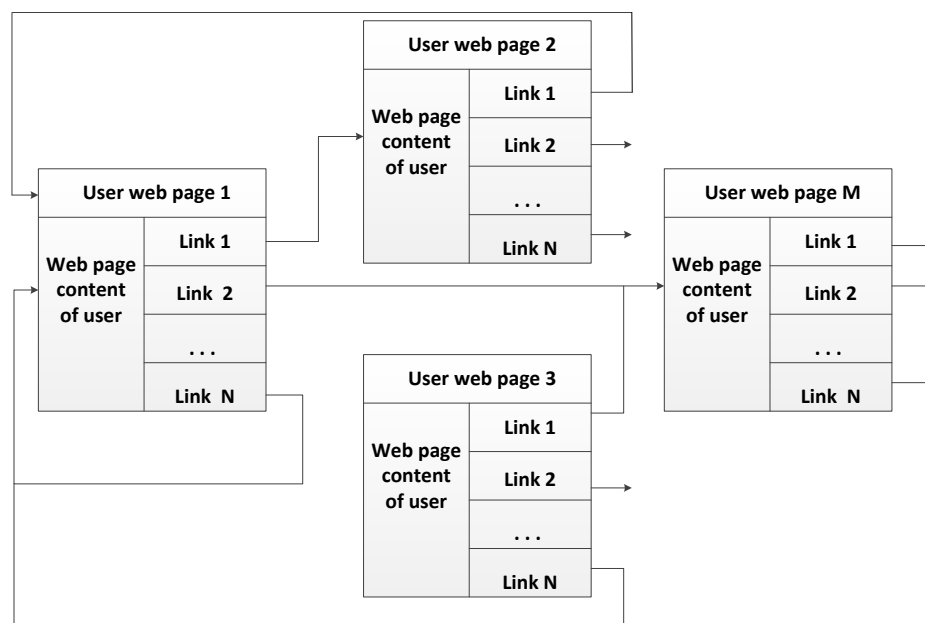 User web page 2
Web page
content
of user
Link 1
Link 2
. . .
Link N
User web page 1
Web page
content
of user
Link 1
Link 2
. . .
Link N
User web page M
Web page
content
of user
Link 1
Link 2
. . .
Link N
User web page 3
Web page
content
of user
Link 1
Link 2
. . .
Link N